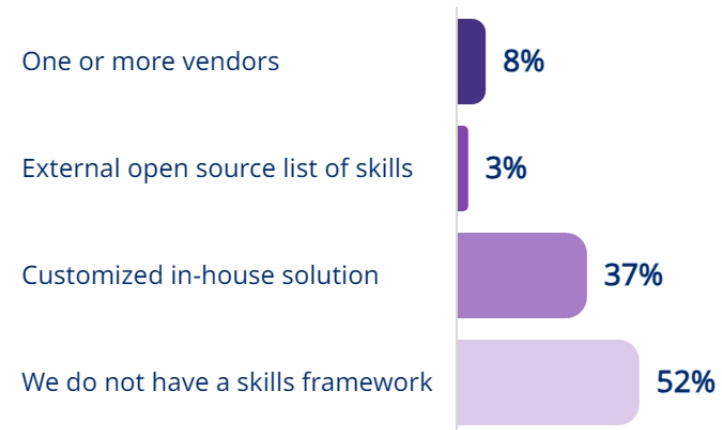 One or more vendors 8%
External open source list of skills 3%
Customized in-house solution 37%
We do not have a skills framework 52%